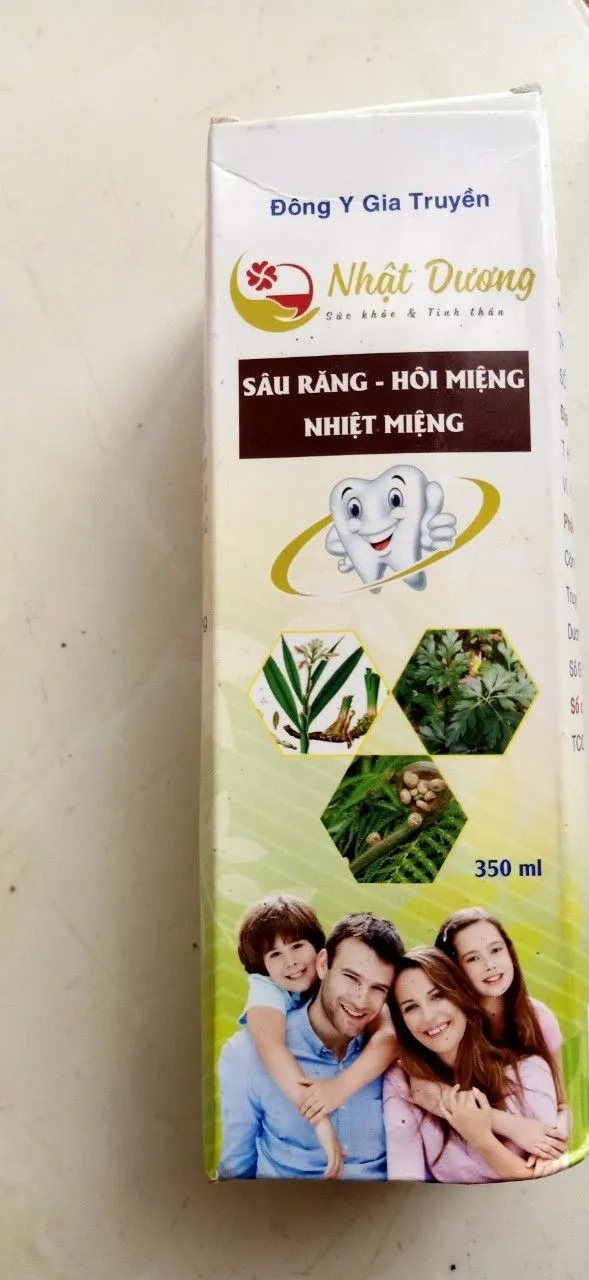 Đông Y Gia Truyền
Nhật Dương
Sức khỏe & Tinh thần
SÂU RĂNG - HÔI MIỆNG
NHIỆT MIỆNG
350 ml